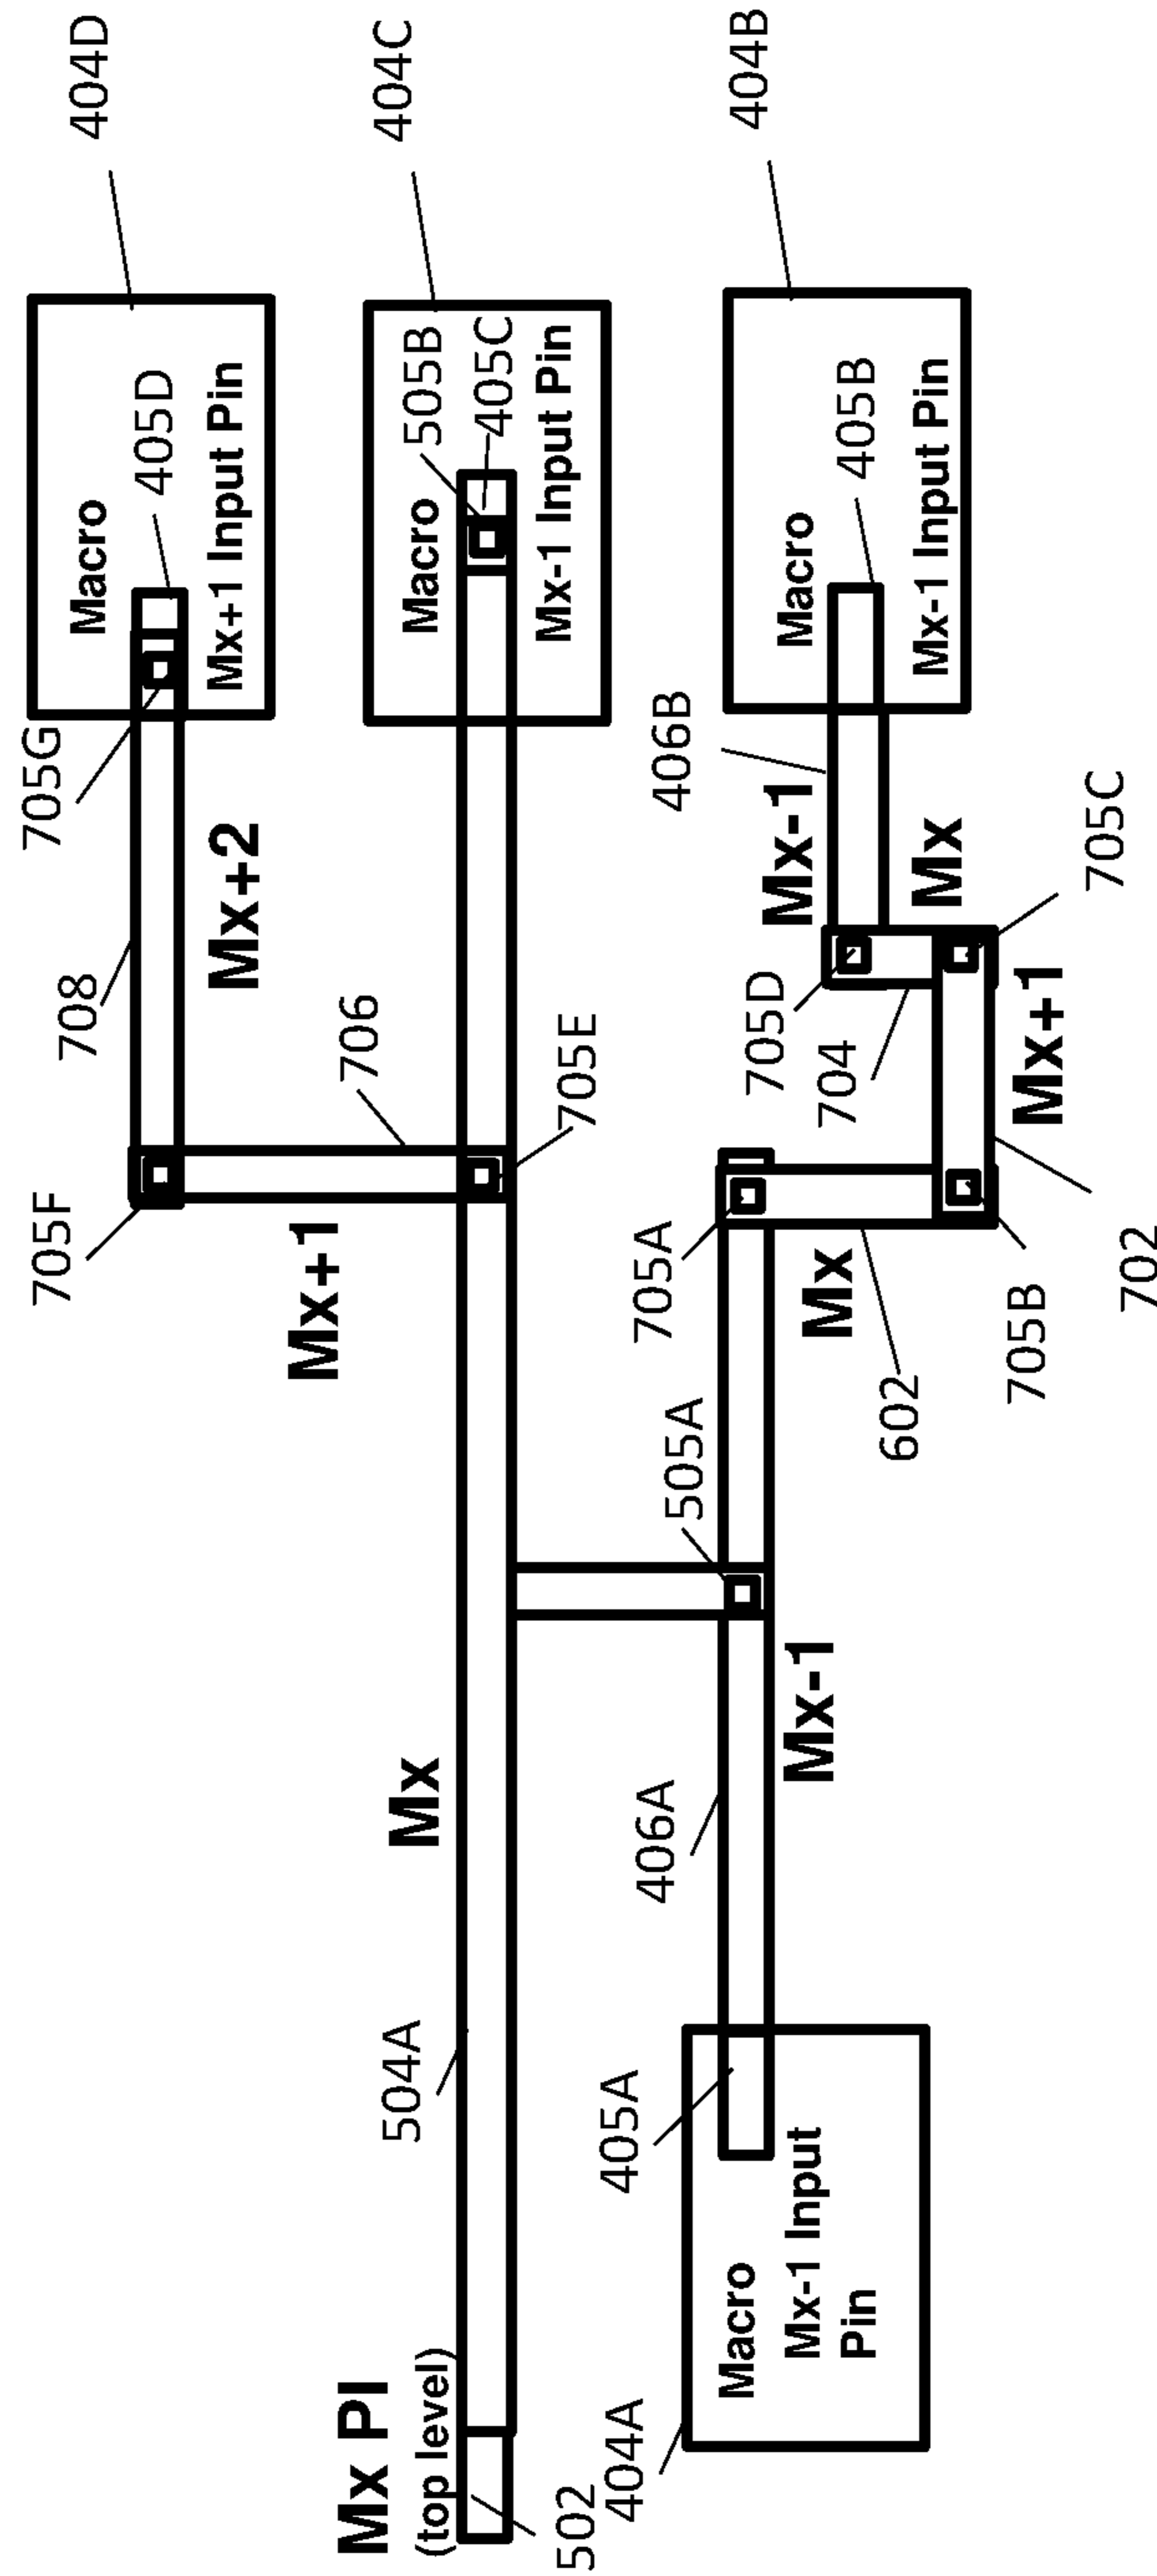 404D
404C
404B
Macro
405D
Mx+1 Input Pin
Macro
505B
405C
Mx-1 Input Pin
Macro
405B
Mx-1 Input Pin
705G
708
Mx+2
406B
Mx-1
Mx
705C
706
705E
705D
704
Mx+1
702
705F
Mx+1
705A
Mx
705B
602
505A
Mx
504A
406A
Mx-1
Mx PI
(top level)
502
404A
405A
Macro
Mx-1 Input
Pin